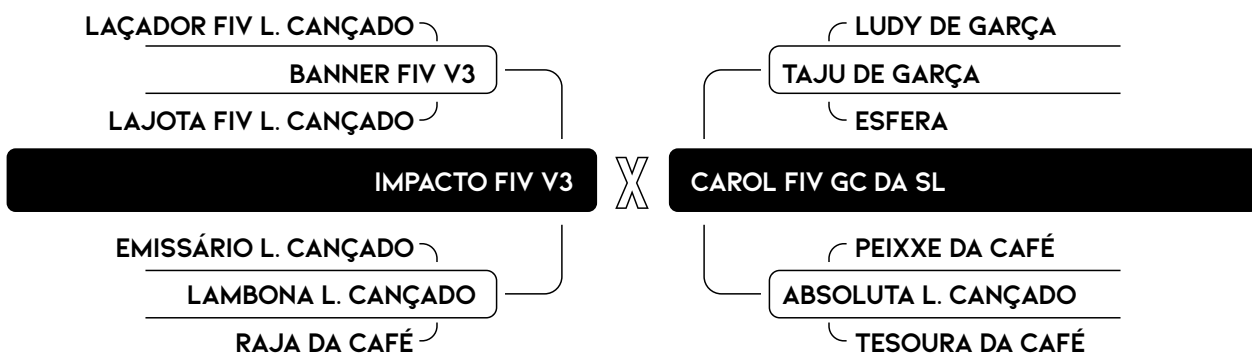 LAÇADOR FIV L. CANÇADO
BANNER FIV V3
LAJOTA FIV L. CANÇADO
IMPACTO FIV V3
EMISSÁRIO L. CANÇADO
LAMBONA L. CANÇADO
RAJA DA CAFÉ
X
LUDY DE GARÇA
TAJU DE GARÇA
ESFERA
CAROL FIV GC DA SL
PEIXXE DA CAFÉ
ABSOLUTA L. CANÇADO
TESOURA DA CAFÉ